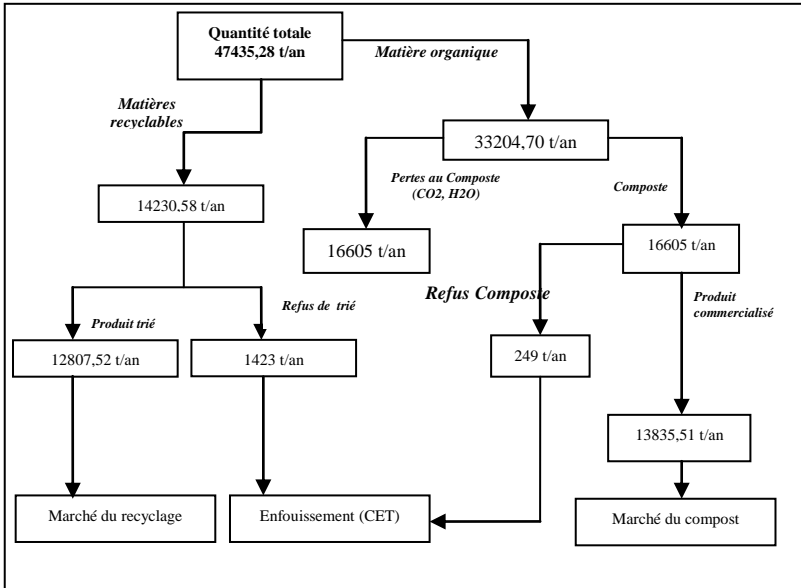 Quantité totale
47435,28 t/an
Matière organique
Matières
recyclables
33204,70 t/an
Pertes au Composte
(CO2, H2O)
Composte
14230,58 t/an
16605 t/an
16605 t/an
Refus Composte
Produit
commercialisé
Produit trié
Refus de trié
12807,52 t/an
1423 t/an
249 t/an
13835,51 t/an
Marché du recyclage
Enfouissement (CET)
Marché du compost